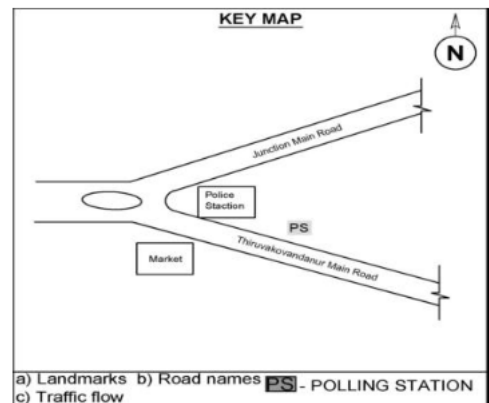 KEY MAP
N
Junction Main Road
Police
Staction
PS
Thiruvakovandanur Main Road
Market
a) Landmarks b) Road names PS - POLLING STATION
c) Traffic flow